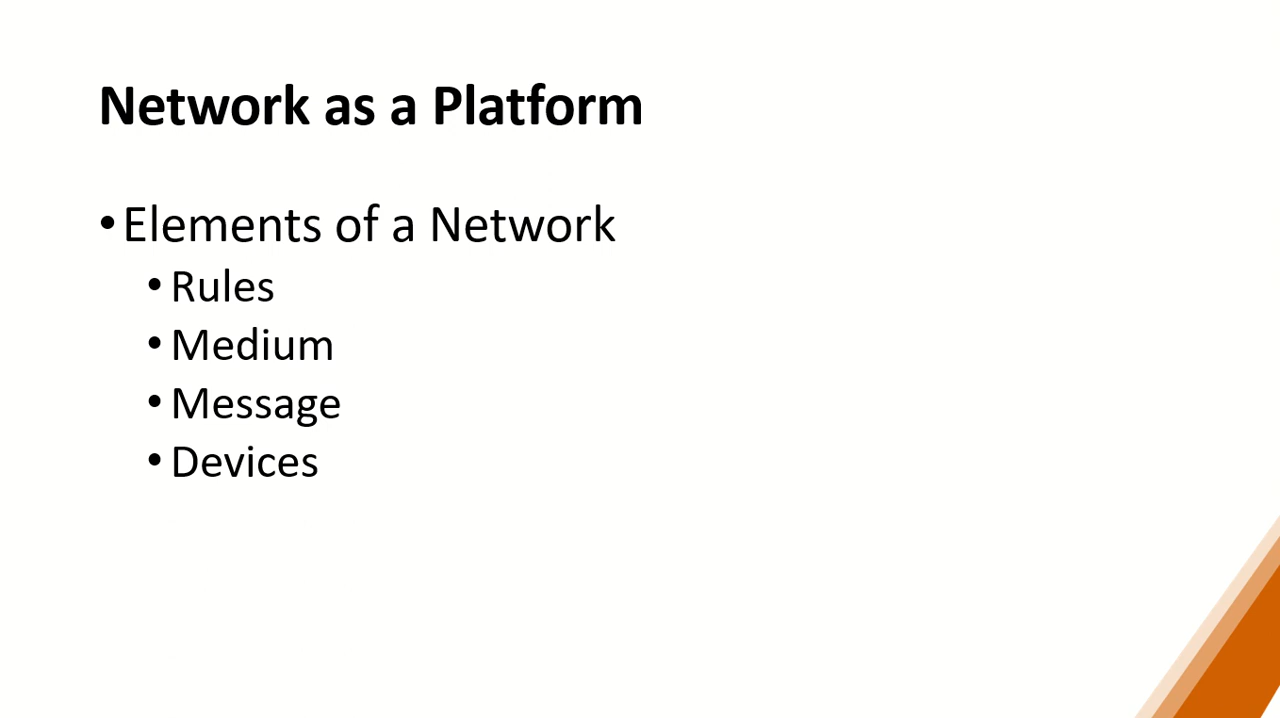 Network as a Platform
•Elements of a Network
•Rules
•Medium
•Message
•Devices